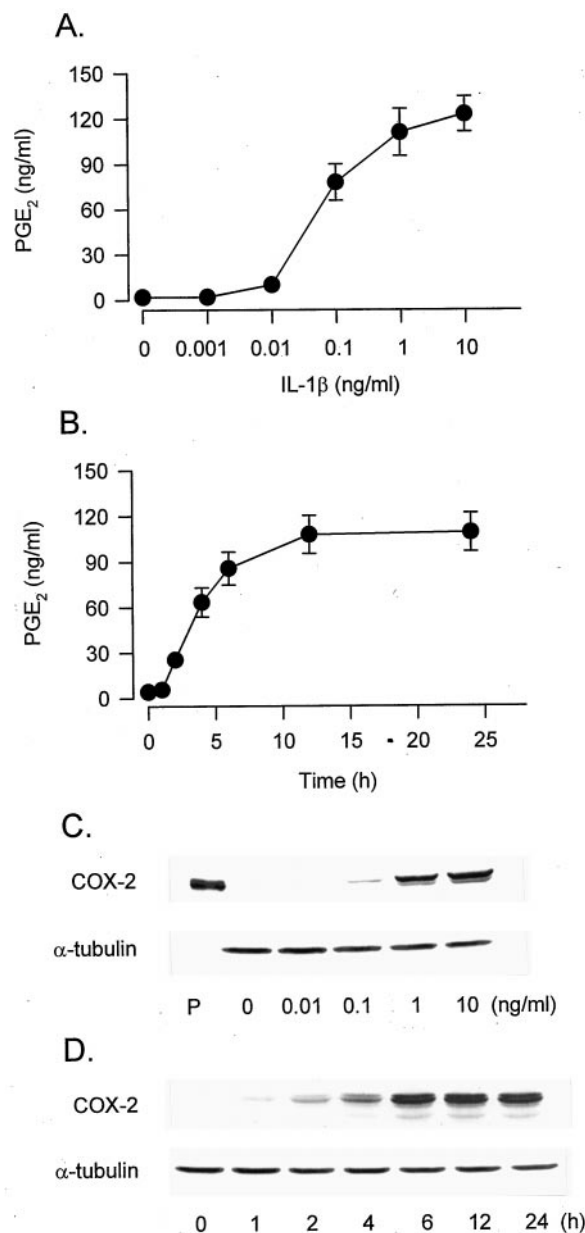 A.
150
120
90
60
30
0
PGE₂ (ng/ml)
0 0.001 0.01 0.1 1 10
IL-1β (ng/ml)
B.
150
120
90
60
30
0
PGE₂ (ng/ml)
0 5 10 15 20 25
Time (h)
C.
COX-2
α-tubulin
P 0 0.01 0.1 1 10 (ng/ml)
D.
COX-2
α-tubulin
0 1 2 4 6 12 24 (h)